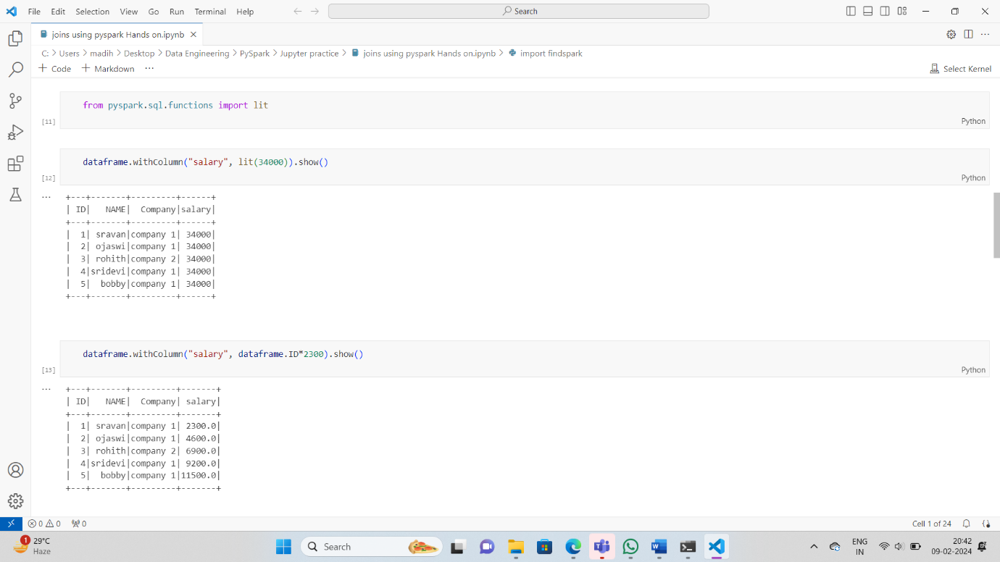 File Edit Selection View Go Run Terminal Help
Search
joins using pyspark Hands on.ipynb
C: > Users > madih > Desktop > Data Engineering > PySpark > Jupyter practice > joins using pyspark Hands on.ipynb > import findspark
+ Code + Markdown ...
Select Kernel
from pyspark.sql.functions import lit
[11]
Python
dataframe.withColumn("salary", lit(34000)).show()
[12]
Python
... +---+-------+---------+------+
| ID|   NAME|  Company|salary|
+---+-------+---------+------+
|  1| sravan|company 1| 34000|
|  2| ojaswi|company 1| 34000|
|  3| rohith|company 2| 34000|
|  4|sridevi|company 1| 34000|
|  5|  bobby|company 1| 34000|
+---+-------+---------+------+
dataframe.withColumn("salary", dataframe.ID*2300).show()
[13]
Python
... +---+-------+---------+-------+
| ID|   NAME|  Company| salary|
+---+-------+---------+-------+
|  1| sravan|company 1| 2300.0|
|  2| ojaswi|company 1| 4600.0|
|  3| rohith|company 2| 6900.0|
|  4|sridevi|company 1| 9200.0|
|  5|  bobby|company 1|11500.0|
+---+-------+---------+-------+
0 0 0
Cell 1 of 24
1
29°C
Haze
Search
ENG
IN
20:42
09-02-2024